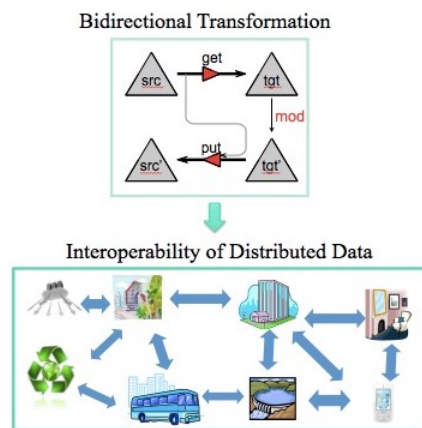 Bidirectional Transformation
get
src
tgt
mod
put
src'
tgt'
Interoperability of Distributed Data